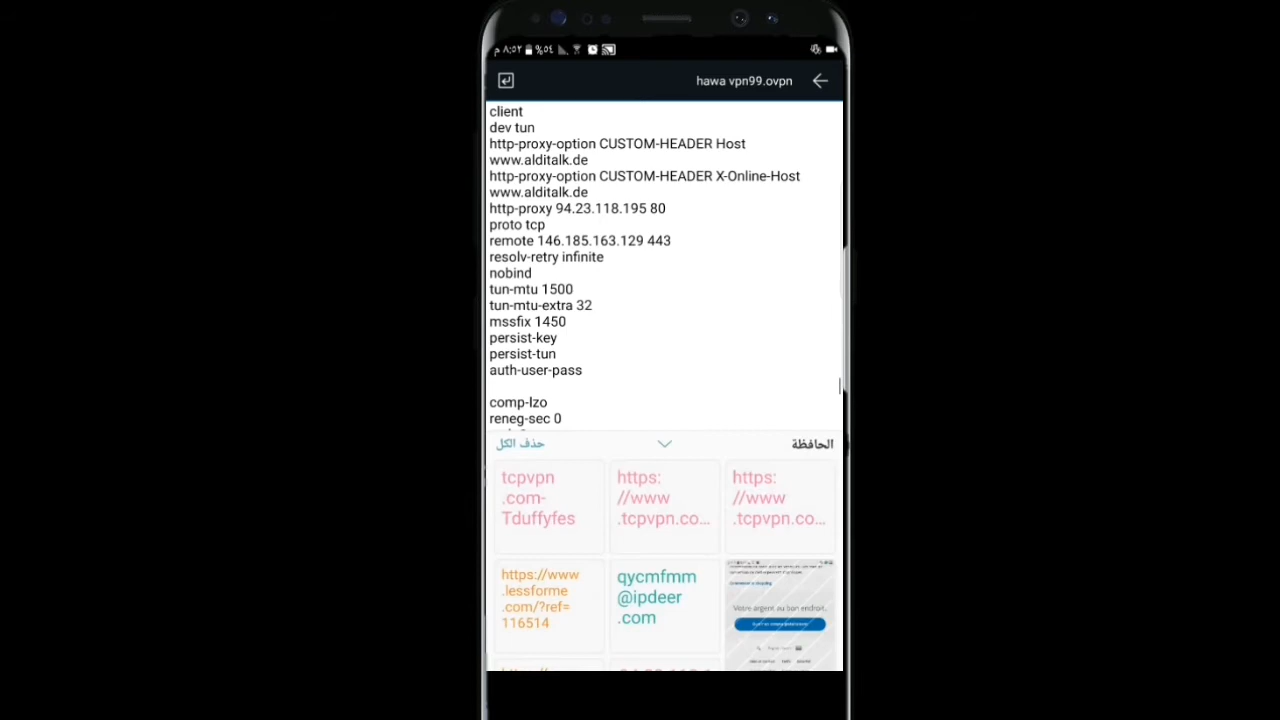 م ٨:٥٢
%٥٤
hawa vpn99.ovpn
client
dev tun
http-proxy-option CUSTOM-HEADER Host
www.alditalk.de
http-proxy-option CUSTOM-HEADER X-Online-Host
www.alditalk.de
http-proxy 94.23.118.195 80
proto tcp
remote 146.185.163.129 443
resolv-retry infinite
nobind
tun-mtu 1500
tun-mtu-extra 32
mssfix 1450
persist-key
persist-tun
auth-user-pass
comp-lzo
reneg-sec 0
حذف الكل
الحافظة
tcpvpn
.com-
Tduffyfes
https:
//www
.tcpvpn.co...
https:
//www
.tcpvpn.co...
https://www
.lessforme
.com/?ref=
116514
qycmfmm
@ipdeer
.com
Votre argent au bon endroit.